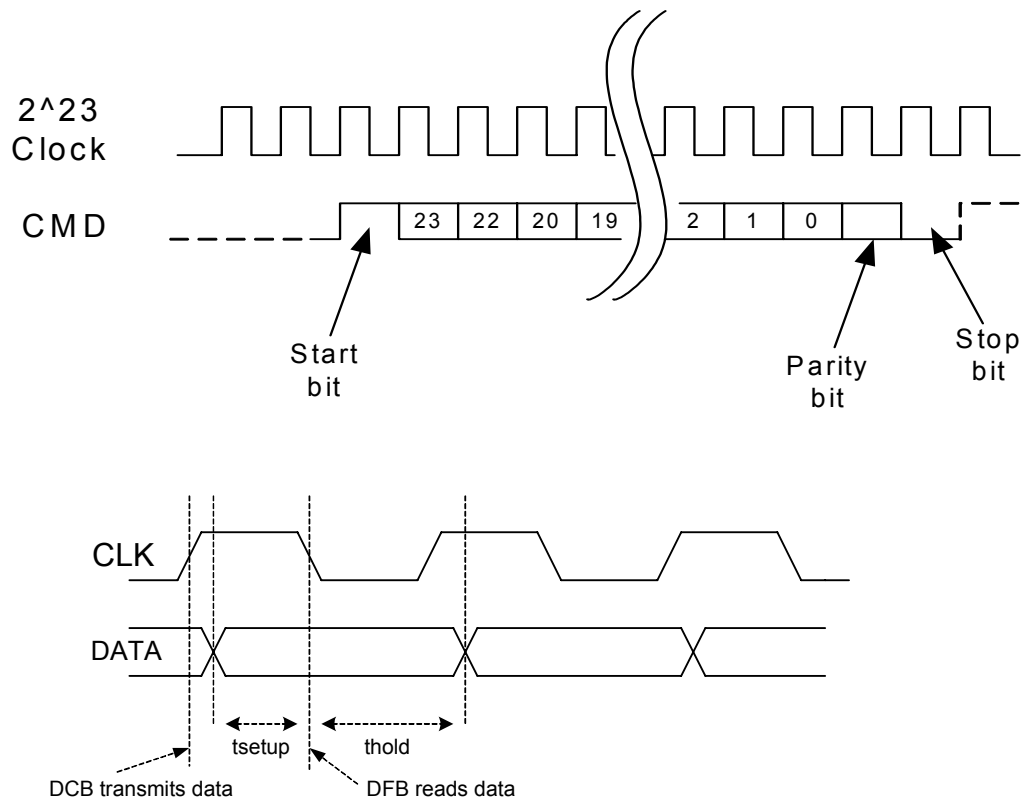 2^23
Clock
CMD
23 22 20 19 2 1 0
Start
bit
Parity
bit
Stop
bit
CLK
DATA
tsetup thold
DCB transmits data DFB reads data